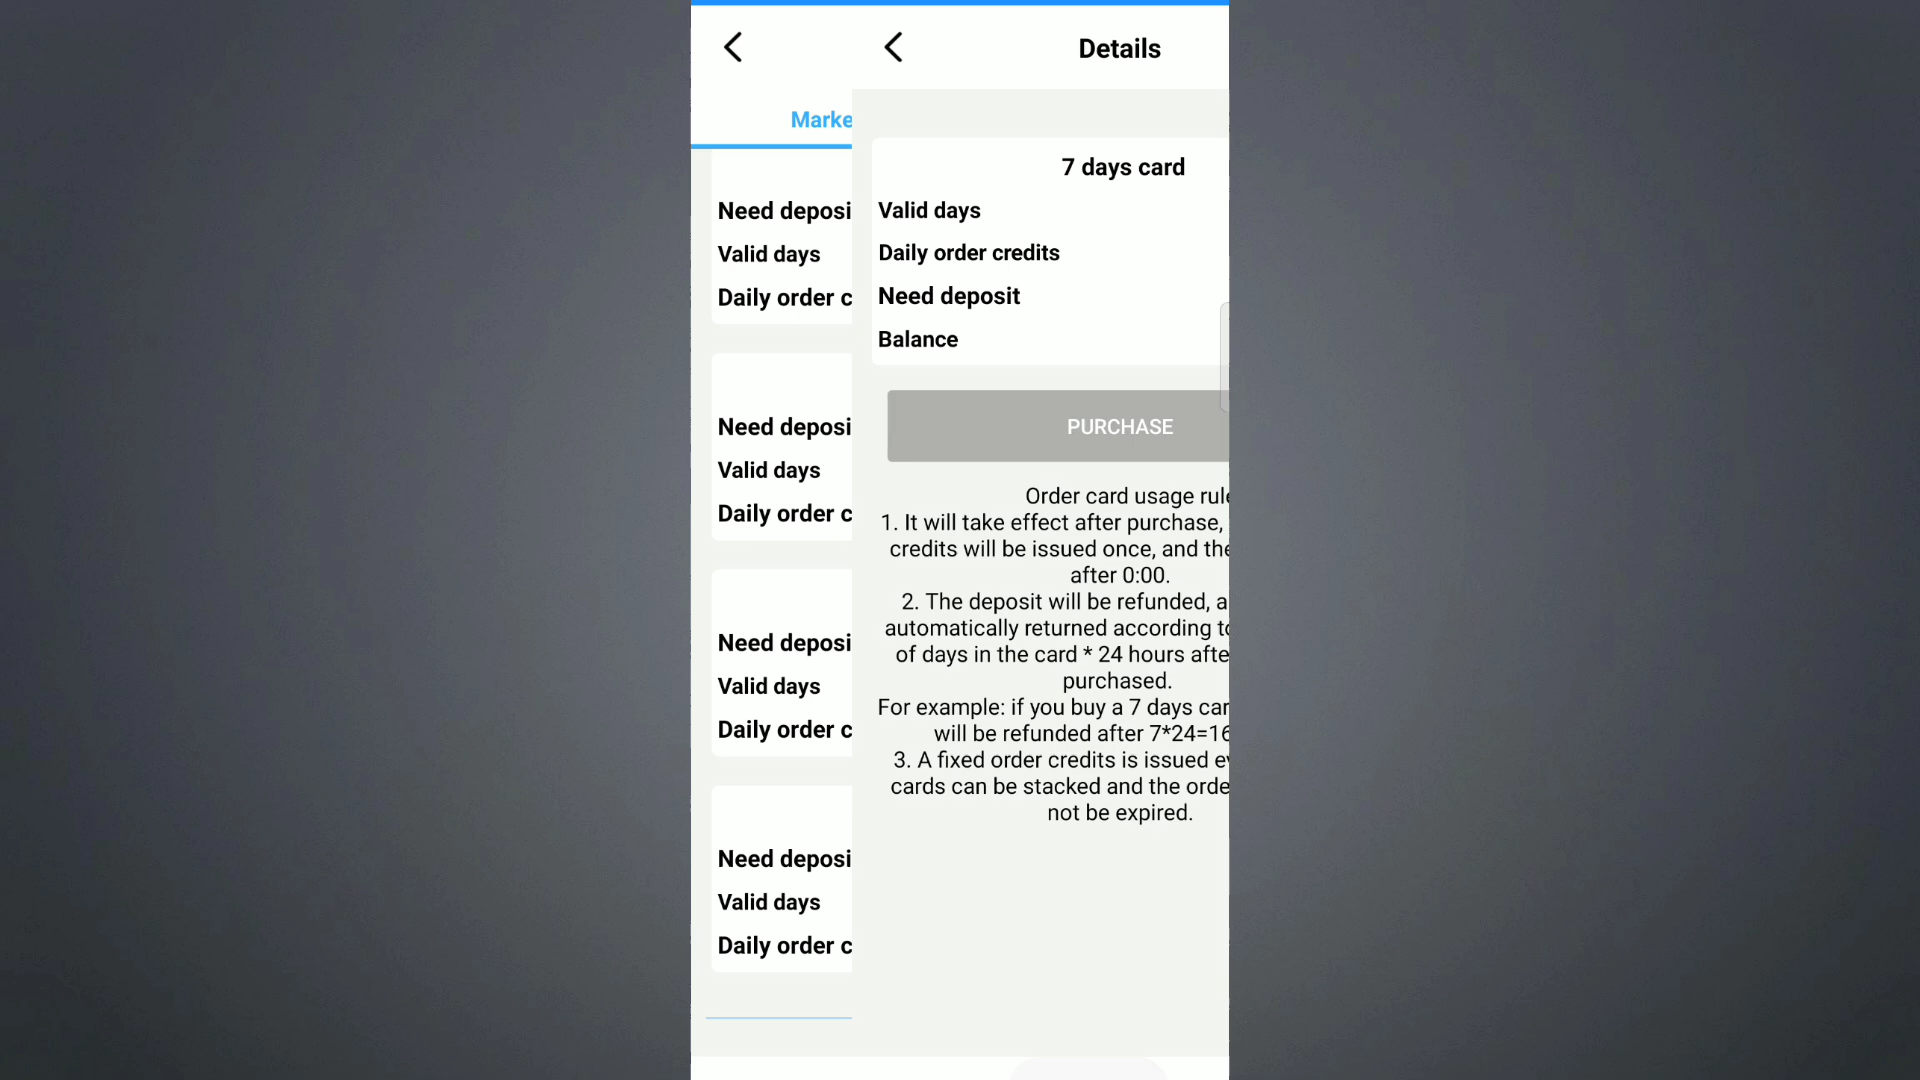 Details
Marke
Need deposi
Valid days
Daily order c
Need deposi
Valid days
Daily order c
Need deposi
Valid days
Daily order c
Need deposi
Valid days
Daily order c
7 days card
Valid days
Daily order credits
Need deposit
Balance
PURCHASE
Order card usage rule
1. It will take effect after purchase,
credits will be issued once, and the
after 0:00.
2. The deposit will be refunded, a
automatically returned according to
of days in the card * 24 hours afte
purchased.
For example: if you buy a 7 days car
will be refunded after 7*24=16
3. A fixed order credits is issued ev
cards can be stacked and the orde
not be expired.